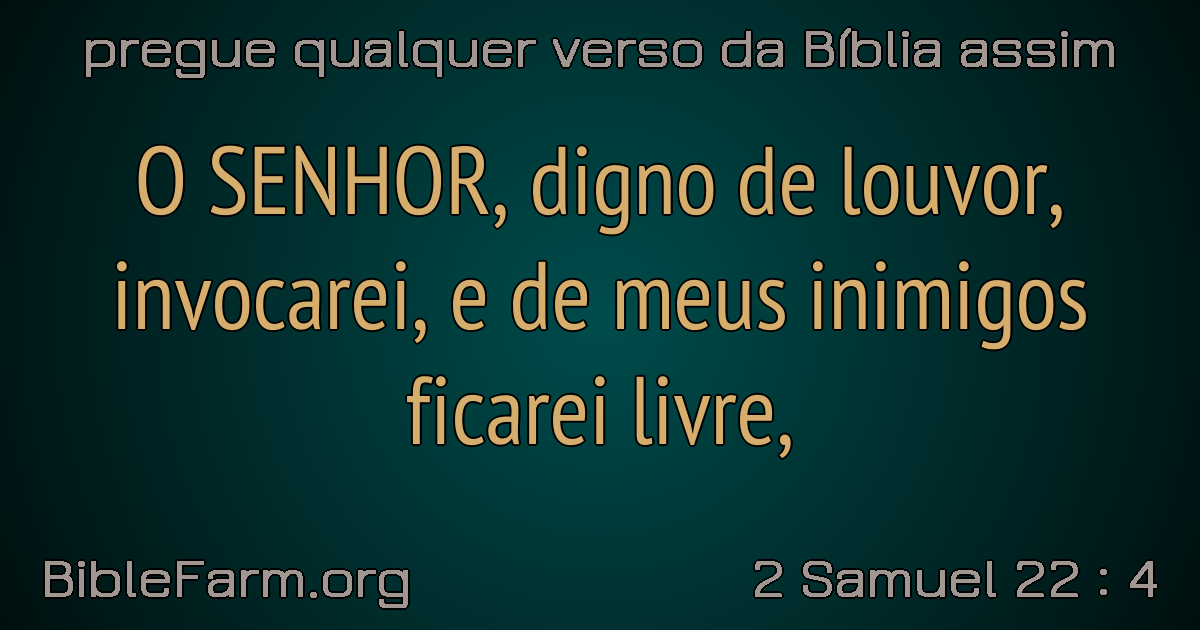 pregue qualquer verso da Bíblia assim
O SENHOR, digno de louvor,
invocarei, e de meus inimigos
ficarei livre,
BibleFarm.org
2 Samuel 22 : 4